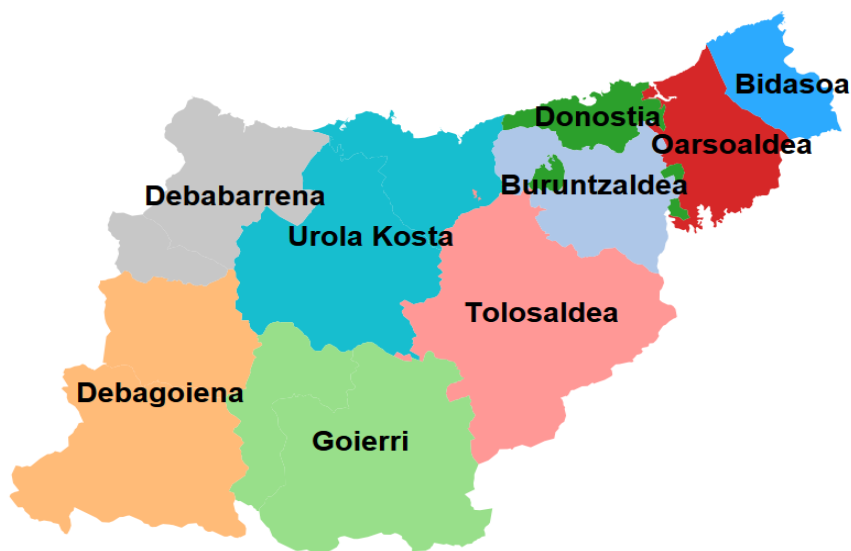 Bidasoa
Donostia
Oarsoaldea
Buruntzaldea
Debabarrena
Urola Kosta
Tolosaldea
Debagoiena
Goierri